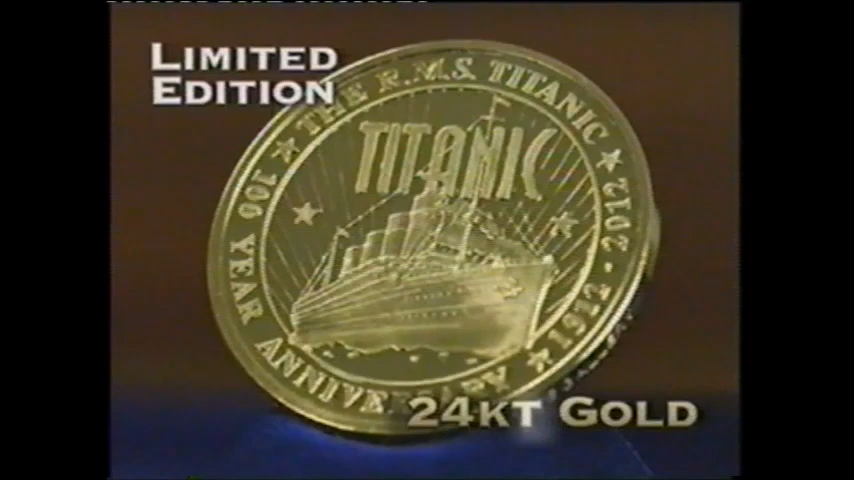 LIMITED
EDITION
THE R.M.S. TITANIC
TITANIC
100 YEAR ANNIVERSARY
1912 - 2012
24KT GOLD